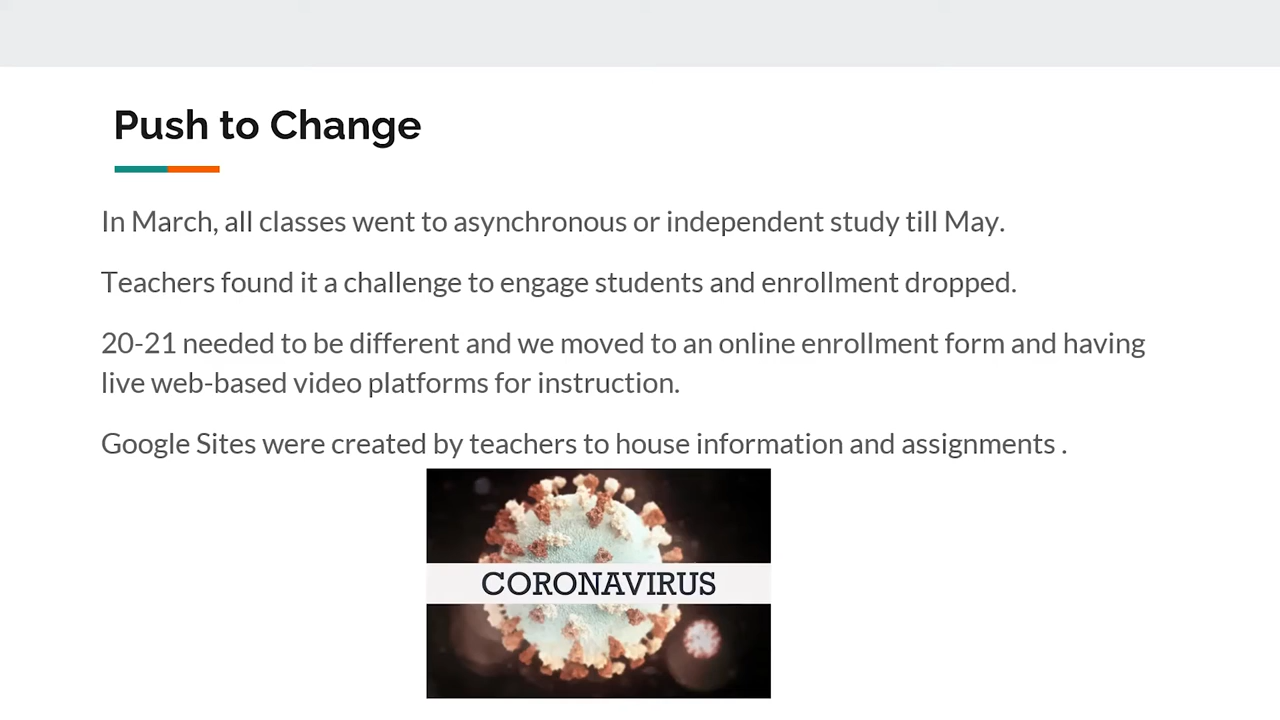 Push to Change
In March, all classes went to asynchronous or independent study till May.
Teachers found it a challenge to engage students and enrollment dropped.
20-21 needed to be different and we moved to an online enrollment form and having
live web-based video platforms for instruction.
Google Sites were created by teachers to house information and assignments .
CORONAVIRUS